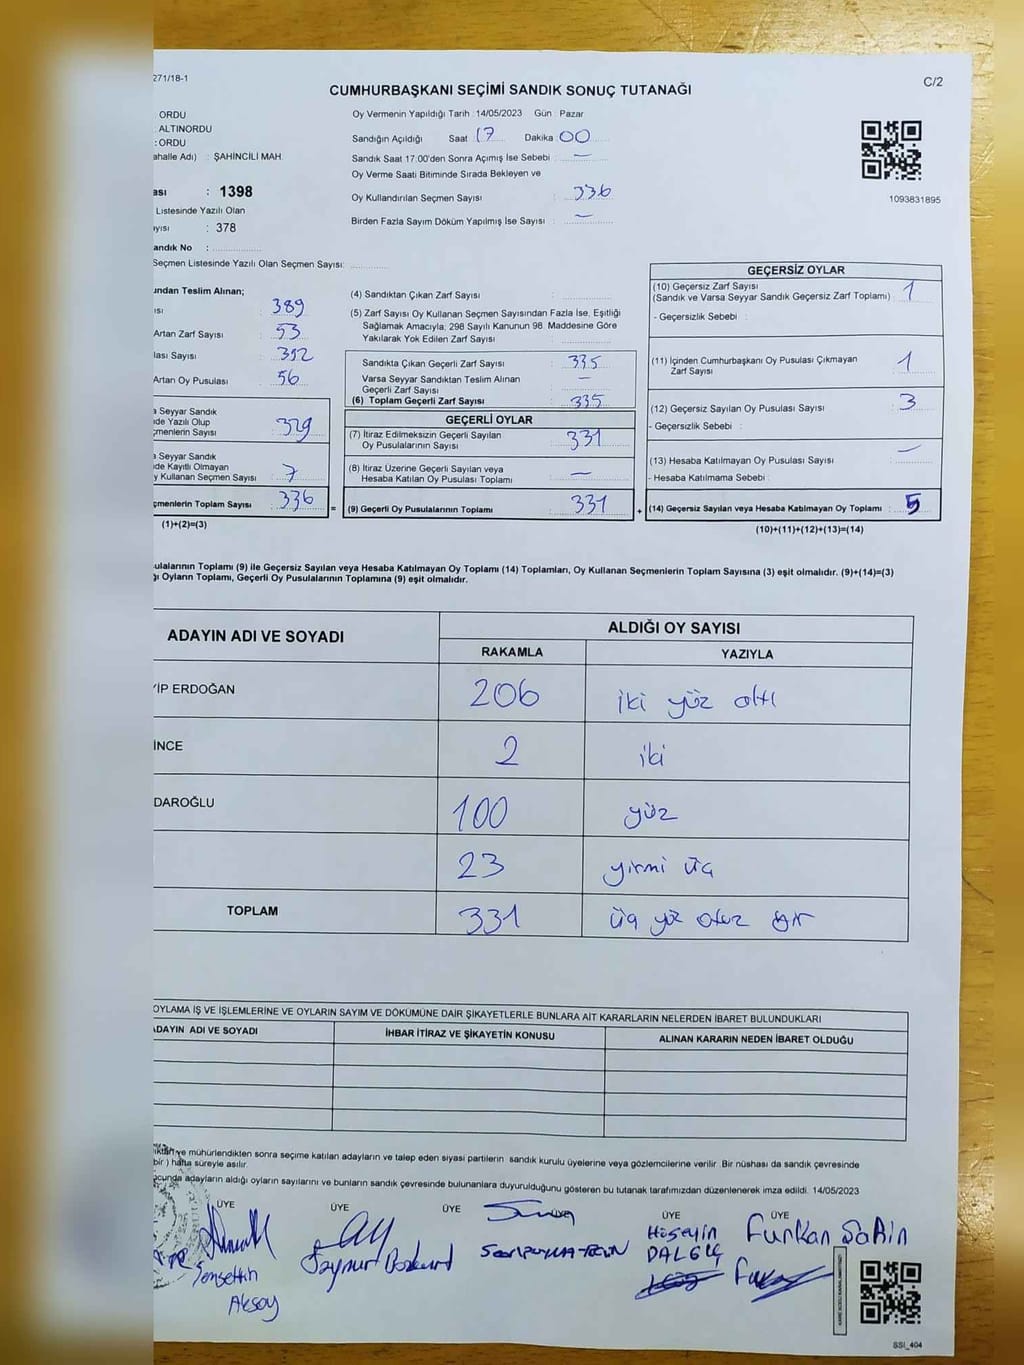 271/18-1
C/2
CUMHURBAŞKANI SEÇİMİ SANDIK SONUÇ TUTANAĞI
ORDU
: ALTINORDU
: ORDU
ahalle Adı) : ŞAHİNCİLİ MAH.
ası : 1398
Listesinde Yazılı Olan
ayısı : 378
andık No :
Seçmen Listesinde Yazılı Olan Seçmen Sayısı:
Oy Vermenin Yapıldığı Tarih : 14/05/2023 Gün : Pazar
Sandığın Açıldığı Saat 17 Dakika 00
Sandık Saat 17:00'den Sonra Açımış İse Sebebi : —
Oy Verme Saati Bitiminde Sırada Bekleyen ve
Oy Kullandırılan Seçmen Sayısı : 336
Birden Fazla Sayım Döküm Yapılmış İse Sayısı : —
1093831895
undan Teslim Alınan;
ısı : 389
Artan Zarf Sayısı : 53
lası Sayısı : 392
Artan Oy Pusulası : 56
a Seyyar Sandık
de Yazılı Olup
çmenlerin Sayısı : 329
a Seyyar Sandık
de Kayıtlı Olmayan
y Kullanan Seçmen Sayısı : 7
çmenlerin Toplam Sayısı : 336 =
(1)+(2)=(3)
(4) Sandıktan Çıkan Zarf Sayısı :
(5) Zarf Sayısı Oy Kullanan Seçmen Sayısından Fazla İse, Eşitliği
Sağlamak Amacıyla; 298 Sayılı Kanunun 98. Maddesine Göre
Yakılarak Yok Edilen Zarf Sayısı :
Sandıkta Çıkan Geçerli Zarf Sayısı : 335
Varsa Seyyar Sandıktan Teslim Alınan
Geçerli Zarf Sayısı : —
(6) Toplam Geçerli Zarf Sayısı : 335
GEÇERLİ OYLAR
(7) İtiraz Edilmeksizin Geçerli Sayılan
Oy Pusulalarının Sayısı : 331
(8) İtiraz Üzerine Geçerli Sayılan veya
Hesaba Katılan Oy Pusulası Toplamı : —
(9) Geçerli Oy Pusulalarının Toplamı : 331 +
GEÇERSİZ OYLAR
(10) Geçersiz Zarf Sayısı : 1
(Sandık ve Varsa Seyyar Sandık Geçersiz Zarf Toplamı)
- Geçersizlik Sebebi :
(11) İçinden Cumhurbaşkanı Oy Pusulası Çıkmayan
Zarf Sayısı : 1
(12) Geçersiz Sayılan Oy Pusulası Sayısı : 3
- Geçersizlik Sebebi :
(13) Hesaba Katılmayan Oy Pusulası Sayısı : —
- Hesaba Katılmama Sebebi :
(14) Geçersiz Sayılan veya Hesaba Katılmayan Oy Toplamı : 5
(10)+(11)+(12)+(13)=(14)
ulalarının Toplamı (9) ile Geçersiz Sayılan veya Hesaba Katılmayan Oy Toplamı (14) Toplamları, Oy Kullanan Seçmenlerin Toplam Sayısına (3) eşit olmalıdır. (9)+(14)=(3)
ğı Oyların Toplamı, Geçerli Oy Pusulalarının Toplamına (9) eşit olmalıdır.
ADAYIN ADI VE SOYADI
ALDIĞI OY SAYISI
RAKAMLA YAZIYLA
YİP ERDOĞAN 206 iki yüz altı
İNCE 2 iki
DAROĞLU 100 yüz
23 yirmi üç
TOPLAM 331 üç yüz otuz bir
OYLAMA İŞ VE İŞLEMLERİNE VE OYLARIN SAYIM VE DÖKÜMÜNE DAİR ŞİKAYETLERLE BUNLARA AİT KARARLARIN NELERDEN İBARET BULUNDUKLARI
ADAYIN ADI VE SOYADI İHBAR İTİRAZ VE ŞİKAYETİN KONUSU ALINAN KARARIN NEDEN İBARET OLDUĞU
ktan ve mühürlendikten sonra seçime katılan adayların ve talep eden siyasi partilerin sandık kurulu üyelerine veya gözlemcilerine verilir. Bir nüshası da sandık çevresinde
bir ) hafta süreyle asılır.
ucunda adayların aldığı oyların sayılarını ve bunların sandık çevresinde bulunanlara duyurulduğunu gösteren bu tutanak tarafımızdan düzenlenerek imza edildi. 14/05/2023
ÜYE ÜYE ÜYE ÜYE ÜYE ÜYE
Şemsettin
Aksoy
Hüseyin
DALGIÇ
Furkan Sahin
SSI_404